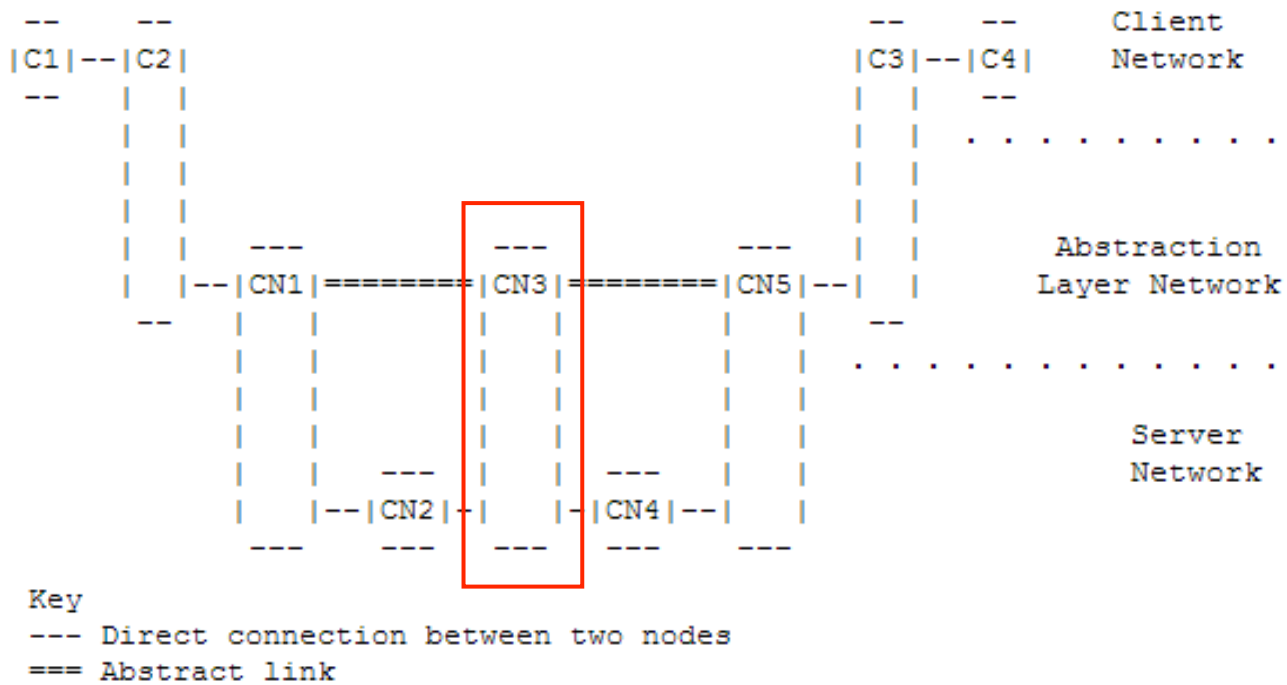 -- -- -- -- Client
|C1|--|C2| |C3|--|C4| Network
-- | | | | --
| | | | . . . . . . . . .
| | | |
| | | |
| | --- --- --- | | Abstraction
| |--|CN1|========|CN3|========|CN5|--| | Layer Network
-- | | | | | | --
| | | | | | . . . . . . . . . . . .
| | | | | |
| | | | | | Server
| | --- | | --- | | Network
| |--|CN2|-| |-|CN4|--| |
--- --- --- --- ---
Key
--- Direct connection between two nodes
=== Abstract link